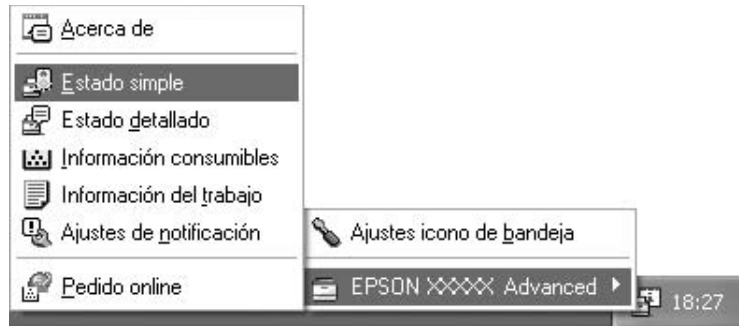 Acerca de
Estado simple
Estado detallado
Información consumibles
Información del trabajo
Ajustes de notificación
Pedido online
Ajustes icono de bandeja
EPSON XXXXX Advanced
18:27